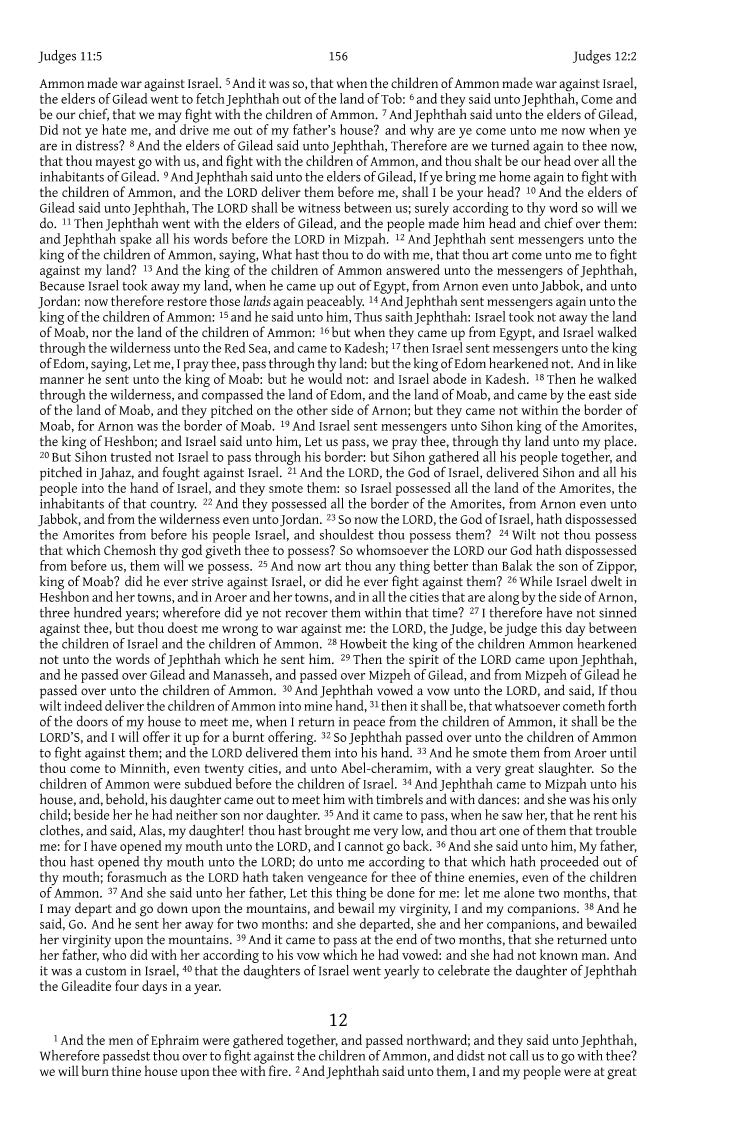 Judges 11:5 156 Judges 12:2
Ammon made war against Israel. 5 And it was so, that when the children of Ammon made war against Israel,
the elders of Gilead went to fetch Jephthah out of the land of Tob: 6 and they said unto Jephthah, Come and
be our chief, that we may fight with the children of Ammon. 7 And Jephthah said unto the elders of Gilead,
Did not ye hate me, and drive me out of my father’s house? and why are ye come unto me now when ye
are in distress? 8 And the elders of Gilead said unto Jephthah, Therefore are we turned again to thee now,
that thou mayest go with us, and fight with the children of Ammon, and thou shalt be our head over all the
inhabitants of Gilead. 9 And Jephthah said unto the elders of Gilead, If ye bring me home again to fight with
the children of Ammon, and the LORD deliver them before me, shall I be your head? 10 And the elders of
Gilead said unto Jephthah, The LORD shall be witness between us; surely according to thy word so will we
do. 11 Then Jephthah went with the elders of Gilead, and the people made him head and chief over them:
and Jephthah spake all his words before the LORD in Mizpah. 12 And Jephthah sent messengers unto the
king of the children of Ammon, saying, What hast thou to do with me, that thou art come unto me to fight
against my land? 13 And the king of the children of Ammon answered unto the messengers of Jephthah,
Because Israel took away my land, when he came up out of Egypt, from Arnon even unto Jabbok, and unto
Jordan: now therefore restore those lands again peaceably. 14 And Jephthah sent messengers again unto the
king of the children of Ammon: 15 and he said unto him, Thus saith Jephthah: Israel took not away the land
of Moab, nor the land of the children of Ammon: 16 but when they came up from Egypt, and Israel walked
through the wilderness unto the Red Sea, and came to Kadesh; 17 then Israel sent messengers unto the king
of Edom, saying, Let me, I pray thee, pass through thy land: but the king of Edom hearkened not. And in like
manner he sent unto the king of Moab: but he would not: and Israel abode in Kadesh. 18 Then he walked
through the wilderness, and compassed the land of Edom, and the land of Moab, and came by the east side
of the land of Moab, and they pitched on the other side of Arnon; but they came not within the border of
Moab, for Arnon was the border of Moab. 19 And Israel sent messengers unto Sihon king of the Amorites,
the king of Heshbon; and Israel said unto him, Let us pass, we pray thee, through thy land unto my place.
20 But Sihon trusted not Israel to pass through his border: but Sihon gathered all his people together, and
pitched in Jahaz, and fought against Israel. 21 And the LORD, the God of Israel, delivered Sihon and all his
people into the hand of Israel, and they smote them: so Israel possessed all the land of the Amorites, the
inhabitants of that country. 22 And they possessed all the border of the Amorites, from Arnon even unto
Jabbok, and from the wilderness even unto Jordan. 23 So now the LORD, the God of Israel, hath dispossessed
the Amorites from before his people Israel, and shouldest thou possess them? 24 Wilt not thou possess
that which Chemosh thy god giveth thee to possess? So whomsoever the LORD our God hath dispossessed
from before us, them will we possess. 25 And now art thou any thing better than Balak the son of Zippor,
king of Moab? did he ever strive against Israel, or did he ever fight against them? 26 While Israel dwelt in
Heshbon and her towns, and in Aroer and her towns, and in all the cities that are along by the side of Arnon,
three hundred years; wherefore did ye not recover them within that time? 27 I therefore have not sinned
against thee, but thou doest me wrong to war against me: the LORD, the Judge, be judge this day between
the children of Israel and the children of Ammon. 28 Howbeit the king of the children Ammon hearkened
not unto the words of Jephthah which he sent him. 29 Then the spirit of the LORD came upon Jephthah,
and he passed over Gilead and Manasseh, and passed over Mizpeh of Gilead, and from Mizpeh of Gilead he
passed over unto the children of Ammon. 30 And Jephthah vowed a vow unto the LORD, and said, If thou
wilt indeed deliver the children of Ammon into mine hand, 31 then it shall be, that whatsoever cometh forth
of the doors of my house to meet me, when I return in peace from the children of Ammon, it shall be the
LORD’S, and I will offer it up for a burnt offering. 32 So Jephthah passed over unto the children of Ammon
to fight against them; and the LORD delivered them into his hand. 33 And he smote them from Aroer until
thou come to Minnith, even twenty cities, and unto Abel-cheramim, with a very great slaughter. So the
children of Ammon were subdued before the children of Israel. 34 And Jephthah came to Mizpah unto his
house, and, behold, his daughter came out to meet him with timbrels and with dances: and she was his only
child; beside her he had neither son nor daughter. 35 And it came to pass, when he saw her, that he rent his
clothes, and said, Alas, my daughter! thou hast brought me very low, and thou art one of them that trouble
me: for I have opened my mouth unto the LORD, and I cannot go back. 36 And she said unto him, My father,
thou hast opened thy mouth unto the LORD; do unto me according to that which hath proceeded out of
thy mouth; forasmuch as the LORD hath taken vengeance for thee of thine enemies, even of the children
of Ammon. 37 And she said unto her father, Let this thing be done for me: let me alone two months, that
I may depart and go down upon the mountains, and bewail my virginity, I and my companions. 38 And he
said, Go. And he sent her away for two months: and she departed, she and her companions, and bewailed
her virginity upon the mountains. 39 And it came to pass at the end of two months, that she returned unto
her father, who did with her according to his vow which he had vowed: and she had not known man. And
it was a custom in Israel, 40 that the daughters of Israel went yearly to celebrate the daughter of Jephthah
the Gileadite four days in a year.
12
1 And the men of Ephraim were gathered together, and passed northward; and they said unto Jephthah,
Wherefore passedst thou over to fight against the children of Ammon, and didst not call us to go with thee?
we will burn thine house upon thee with fire. 2 And Jephthah said unto them, I and my people were at great